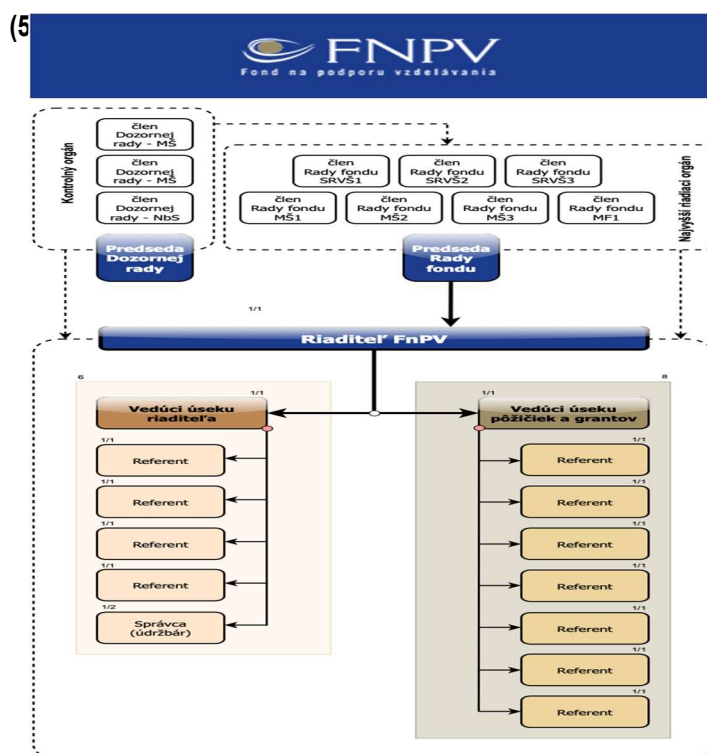 (5
FNPV
Fond na podporu vzdelávania
Kontrolný orgán
člen
Dozornej
rady - MŠ
člen
Dozornej
rady - MŠ
člen
Dozornej
rady - NbS
Predseda
Dozornej
rady
člen
Rady fondu
SRVŠ1
člen
Rady fondu
SRVŠ2
člen
Rady fondu
SRVŠ3
člen
Rady fondu
MŠ1
člen
Rady fondu
MŠ2
člen
Rady fondu
MŠ3
člen
Rady fondu
MF1
Najvyšší riadiaci orgán
Predseda
Rady
fondu
1/1
Riaditeľ FnPV
6
1/1
Vedúci úseku
riaditeľa
1/1
Referent
1/1
Referent
1/1
Referent
1/1
Referent
1/2
Správca
(údržbár)
8
1/1
Vedúci úseku
pôžičiek a grantov
1/1
Referent
1/1
Referent
1/1
Referent
1/1
Referent
1/1
Referent
1/1
Referent
1/1
Referent